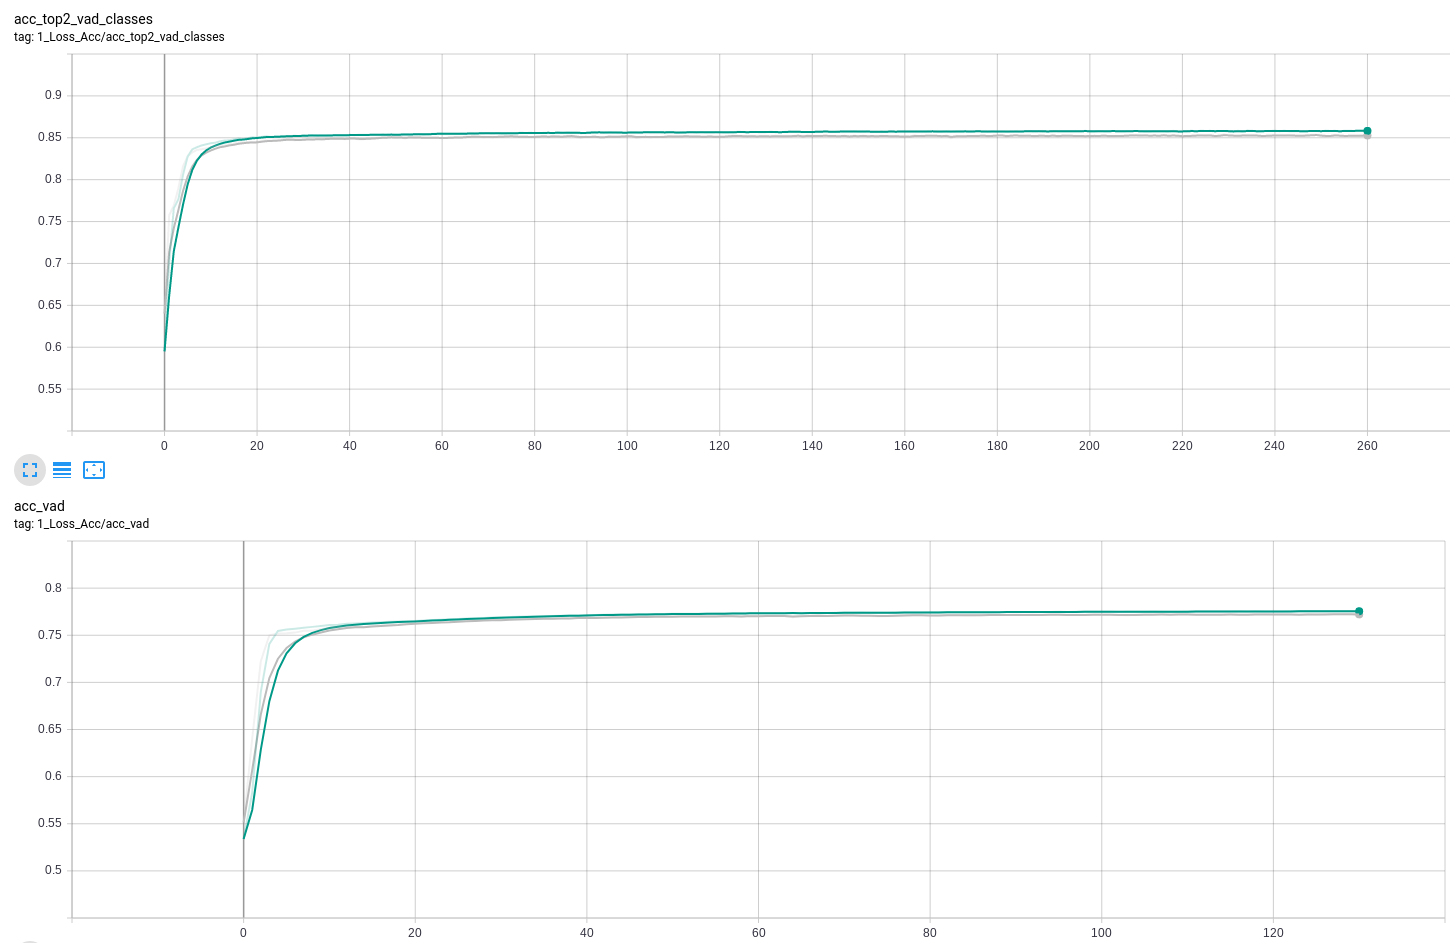 acc_top2_vad_classes
tag: 1_Loss_Acc/acc_top2_vad_classes
0.9
0.85
0.8
0.75
0.7
0.65
0.6
0.55
0 20 40 60 80 100 120 140 160 180 200 220 240 260
acc_vad
tag: 1_Loss_Acc/acc_vad
0.8
0.75
0.7
0.65
0.6
0.55
0.5
0 20 40 60 80 100 120